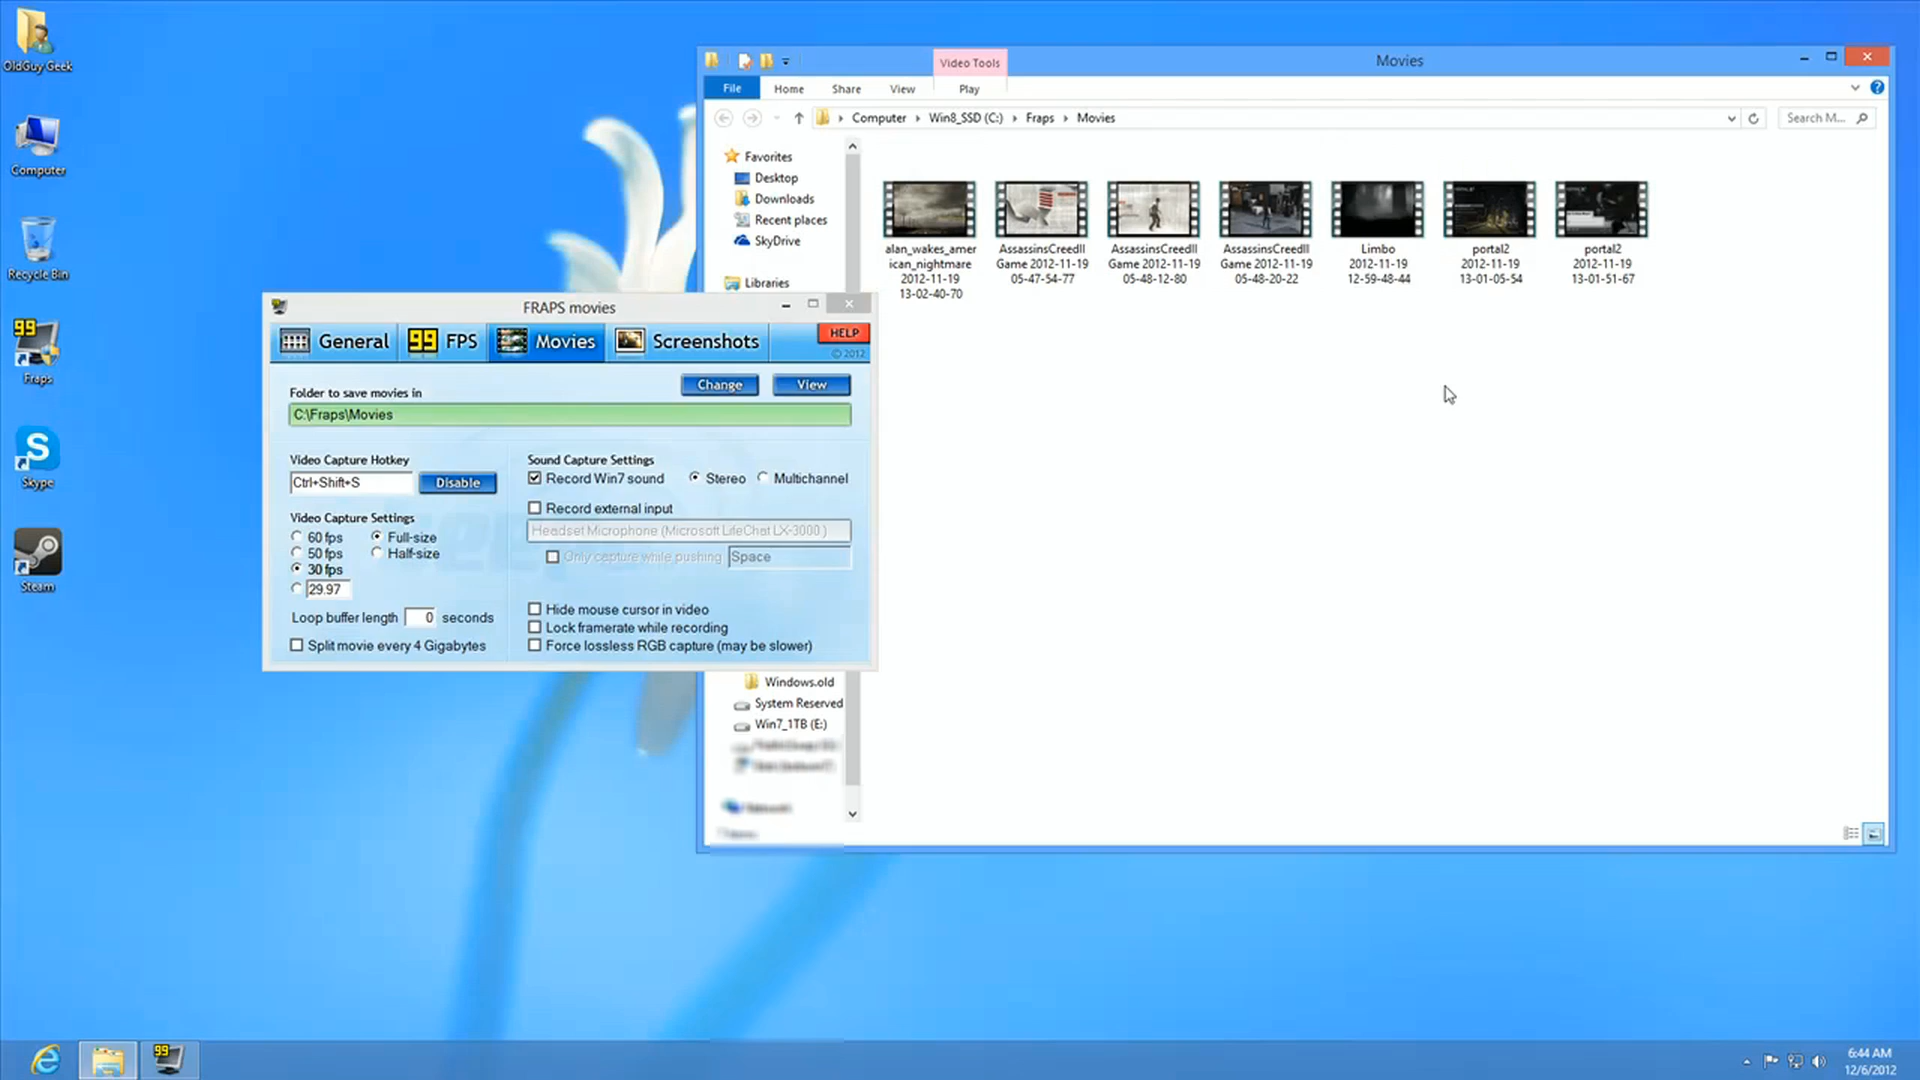 OldGuy Geek
Computer
Recycle Bin
99
Fraps
S
Skype
Steam
Video Tools
Movies
File
Home
Share
View
Play
Computer
Win8_SSD (C:)
Fraps
Movies
Search M...
Favorites
Desktop
Downloads
Recent places
SkyDrive
Libraries
alan_wakes_amer
ican_nightmare
2012-11-19
13-02-40-70
AssassinsCreedII
Game 2012-11-19
05-47-54-77
AssassinsCreedII
Game 2012-11-19
05-48-12-80
AssassinsCreedII
Game 2012-11-19
05-48-20-22
Limbo
2012-11-19
12-59-48-44
portal2
2012-11-19
13-01-05-54
portal2
2012-11-19
13-01-51-67
FRAPS movies
General
99 FPS
Movies
Screenshots
HELP
© 2012
Folder to save movies in
Change
View
C:\Fraps\Movies
Video Capture Hotkey
Ctrl+Shift+S
Disable
Video Capture Settings
60 fps
50 fps
30 fps
29.97
Full-size
Half-size
Loop buffer length 0 seconds
Split movie every 4 Gigabytes
Sound Capture Settings
Record Win7 sound
Stereo
Multichannel
Record external input
Headset Microphone (Microsoft LifeChat LX-3000 )
Only capture while pushing
Space
Hide mouse cursor in video
Lock framerate while recording
Force lossless RGB capture (may be slower)
Windows.old
System Reserved
Win7_1TB (E:)
99
6:44 AM
12/6/2012